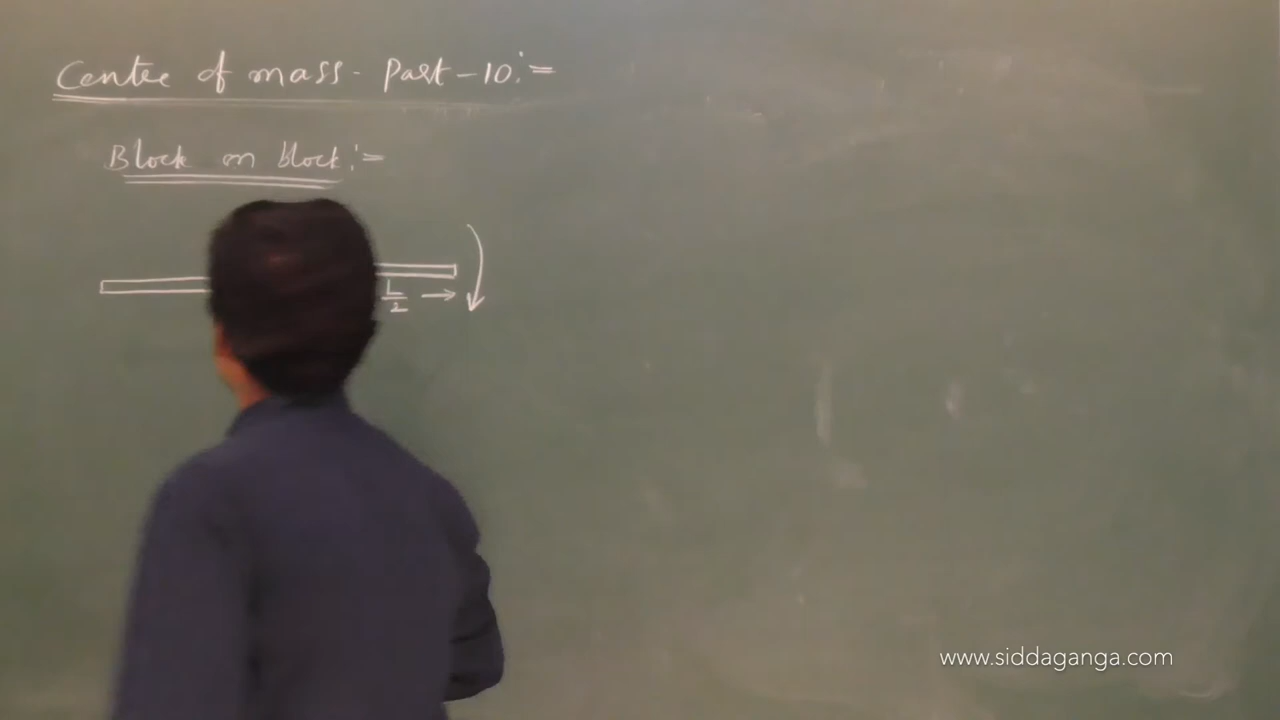 Centre of mass - Part - 10:=
Block on block:=
L/2 →
www.siddaganga.com